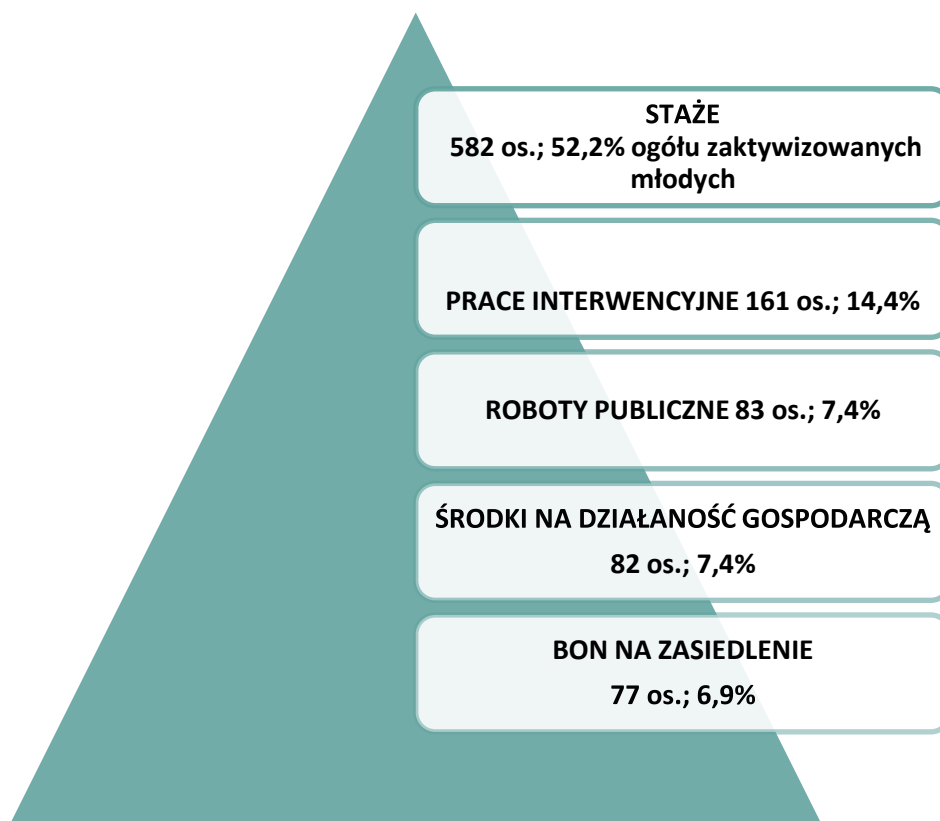 STAŻE
582 os.; 52,2% ogółu zaktywizowanych
młodych
PRACE INTERWENCYJNE 161 os.; 14,4%
ROBOTY PUBLICZNE 83 os.; 7,4%
ŚRODKI NA DZIAŁANOŚĆ GOSPODARCZĄ
82 os.; 7,4%
BON NA ZASIEDLENIE
77 os.; 6,9%